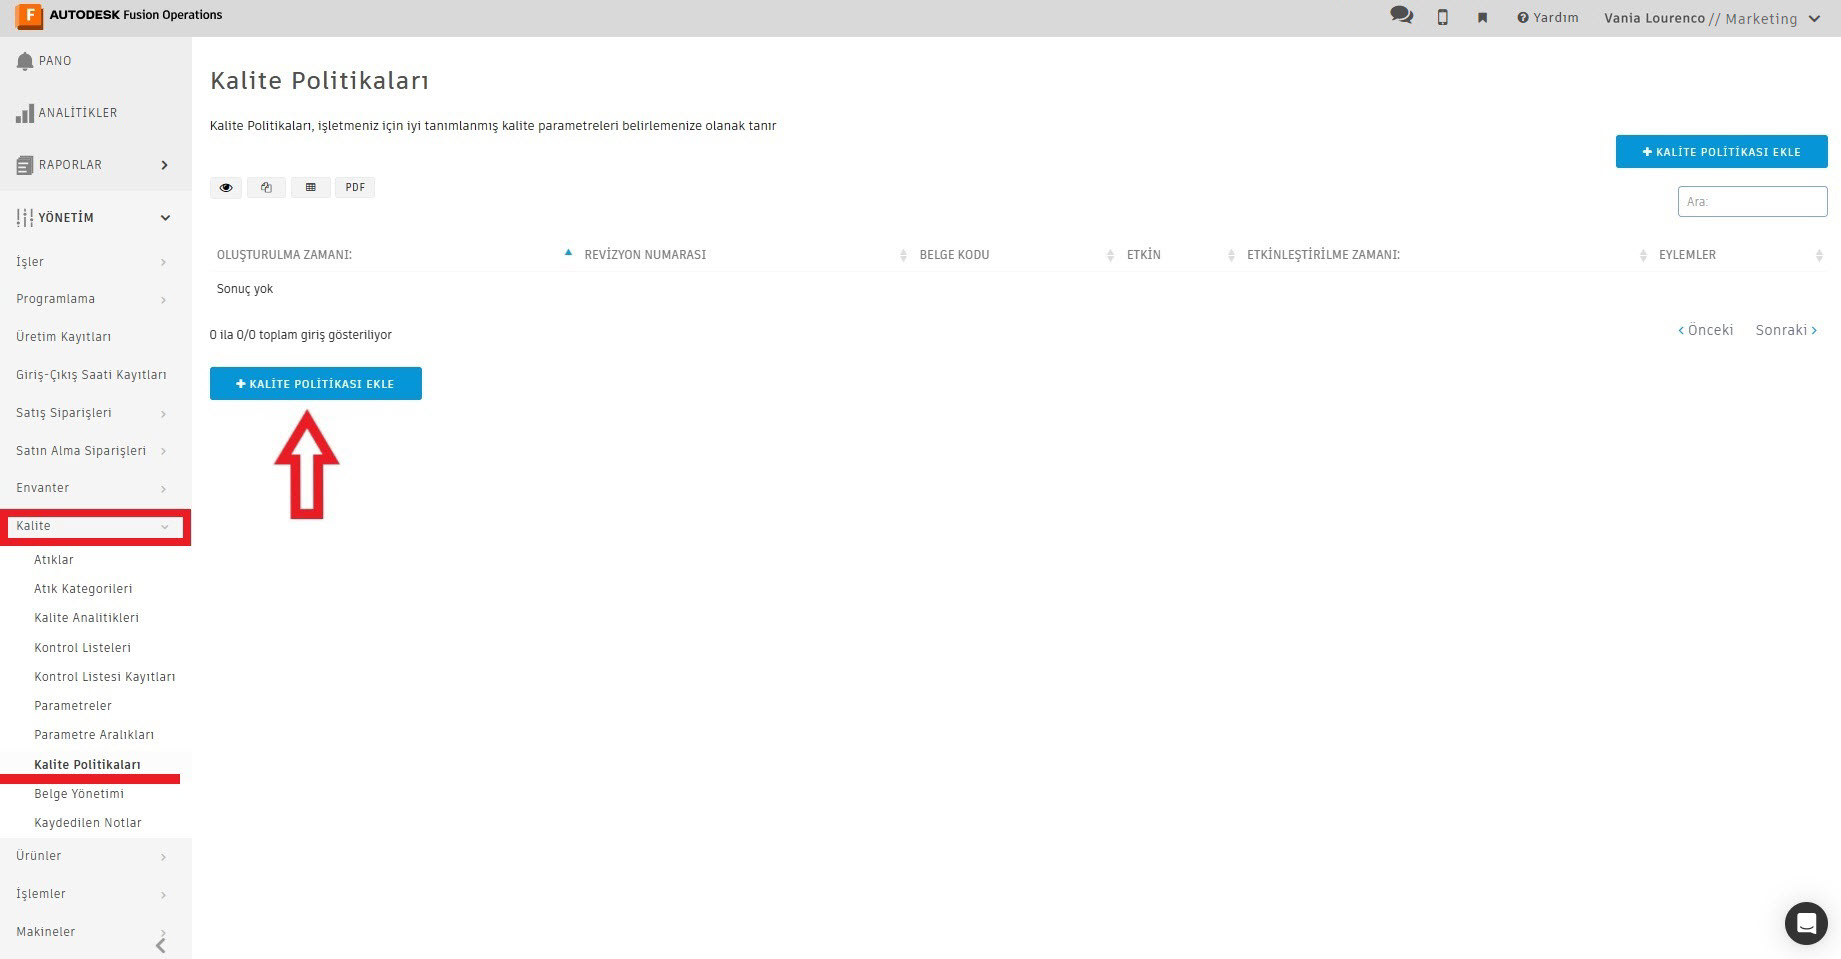 F AUTODESK Fusion Operations
Yardım
Vania Lourenco // Marketing
PANO
ANALİTİKLER
RAPORLAR
YÖNETİM
İşler
Programlama
Üretim Kayıtları
Giriş-Çıkış Saati Kayıtları
Satış Siparişleri
Satın Alma Siparişleri
Envanter
Kalite
Atıklar
Atık Kategorileri
Kalite Analitikleri
Kontrol Listeleri
Kontrol Listesi Kayıtları
Parametreler
Parametre Aralıkları
Kalite Politikaları
Belge Yönetimi
Kaydedilen Notlar
Ürünler
İşlemler
Makineler
Kalite Politikaları
Kalite Politikaları, işletmeniz için iyi tanımlanmış kalite parametreleri belirlemenize olanak tanır
+ KALİTE POLİTİKASI EKLE
PDF
Ara:
OLUŞTURULMA ZAMANI: REVİZYON NUMARASI BELGE KODU ETKİN ETKİNLEŞTİRİLME ZAMANI: EYLEMLER
Sonuç yok
0 ila 0/0 toplam giriş gösteriliyor
‹ Önceki Sonraki ›
+ KALİTE POLİTİKASI EKLE